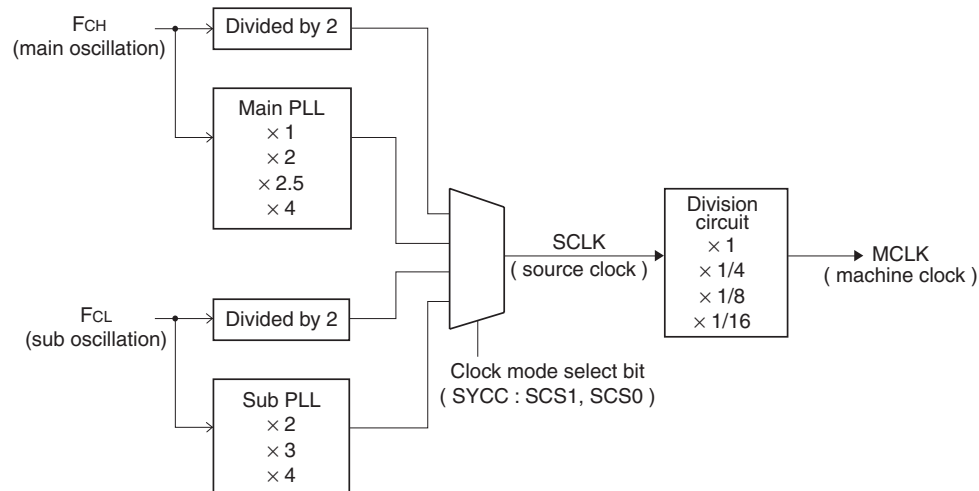 FCH
(main oscillation)
Divided by 2
Main PLL
× 1
× 2
× 2.5
× 4
FCL
(sub oscillation)
Divided by 2
Sub PLL
× 2
× 3
× 4
SCLK
( source clock )
Clock mode select bit
( SYCC : SCS1, SCS0 )
Division
circuit
× 1
× 1/4
× 1/8
× 1/16
MCLK
( machine clock )